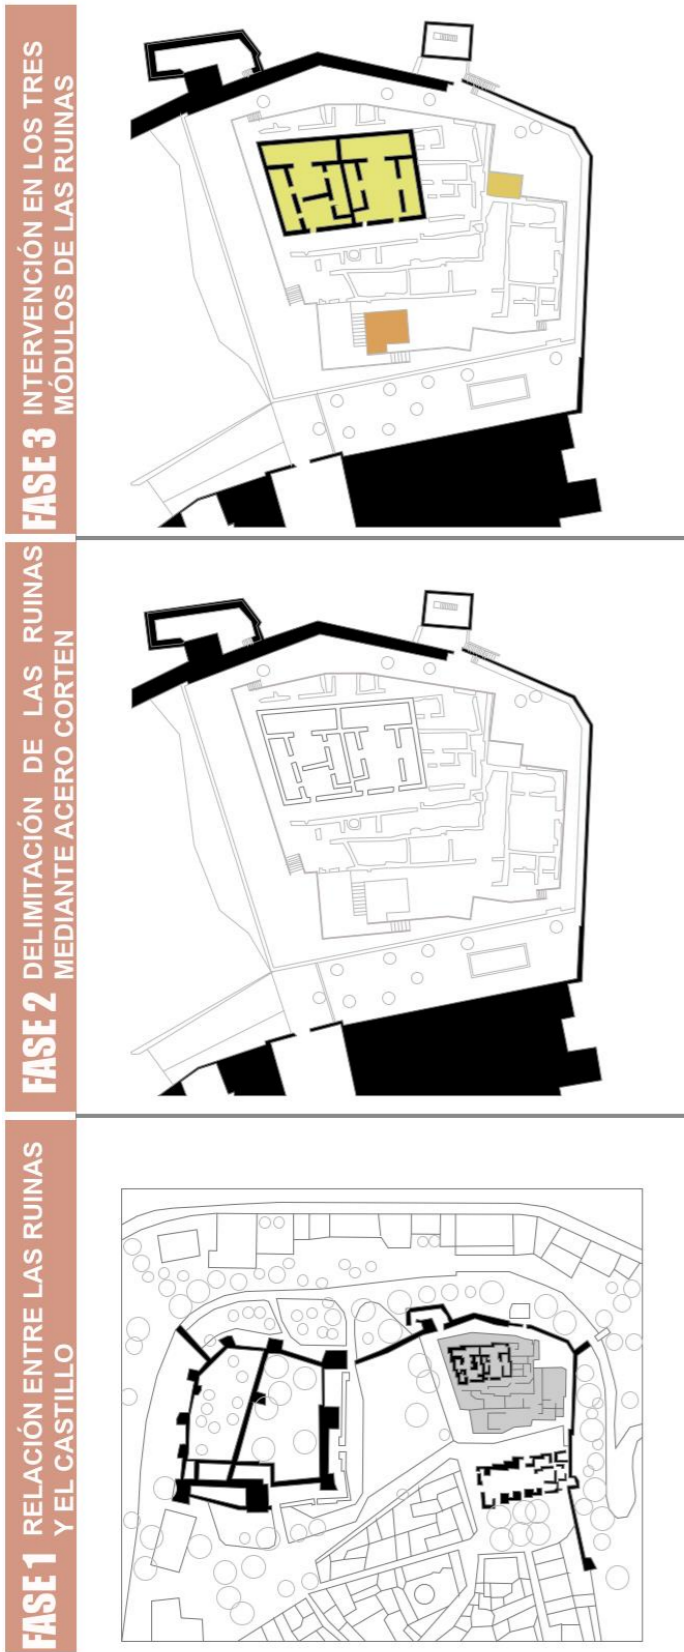 FASE 3 INTERVENCIÓN EN LOS TRES
MÓDULOS DE LAS RUINAS
FASE 2 DELIMITACIÓN DE LAS RUINAS
MEDIANTE ACERO CORTEN
FASE 1 RELACIÓN ENTRE LAS RUINAS
Y EL CASTILLO